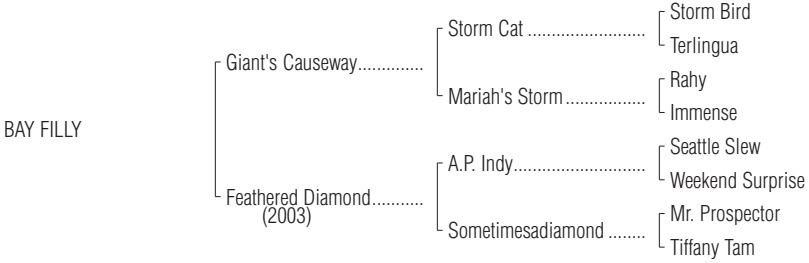 Storm Bird
Storm Cat ........................
Terlingua
Giant's Causeway..............
Rahy
Mariah's Storm.................
Immense
BAY FILLY
Seattle Slew
A.P. Indy............................
Weekend Surprise
Feathered Diamond...........
(2003)
Mr. Prospector
Sometimesadiamond ........
Tiffany Tam